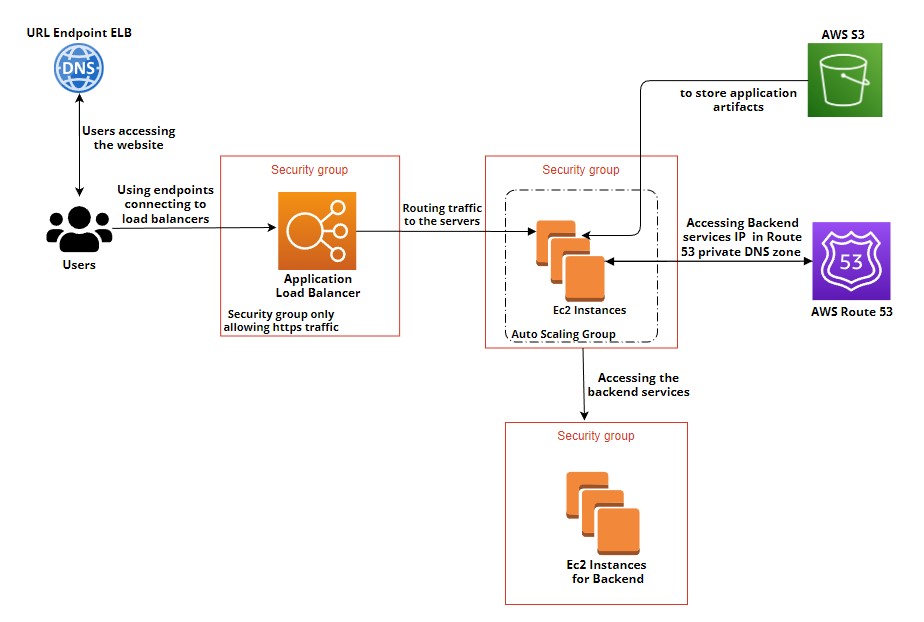 URL Endpoint ELB
DNS
Users accessing
the website
Using endpoints
connecting to
load balancers
Users
Security group
Application
Load Balancer
Security group only
allowing https traffic
Routing traffic
to the servers
Security group
Ec2 Instances
Auto Scaling Group
AWS S3
to store application
artifacts
Accessing Backend
services IP in Route
53 private DNS zone
53
AWS Route 53
Accessing the
backend services
Security group
Ec2 Instances
for Backend